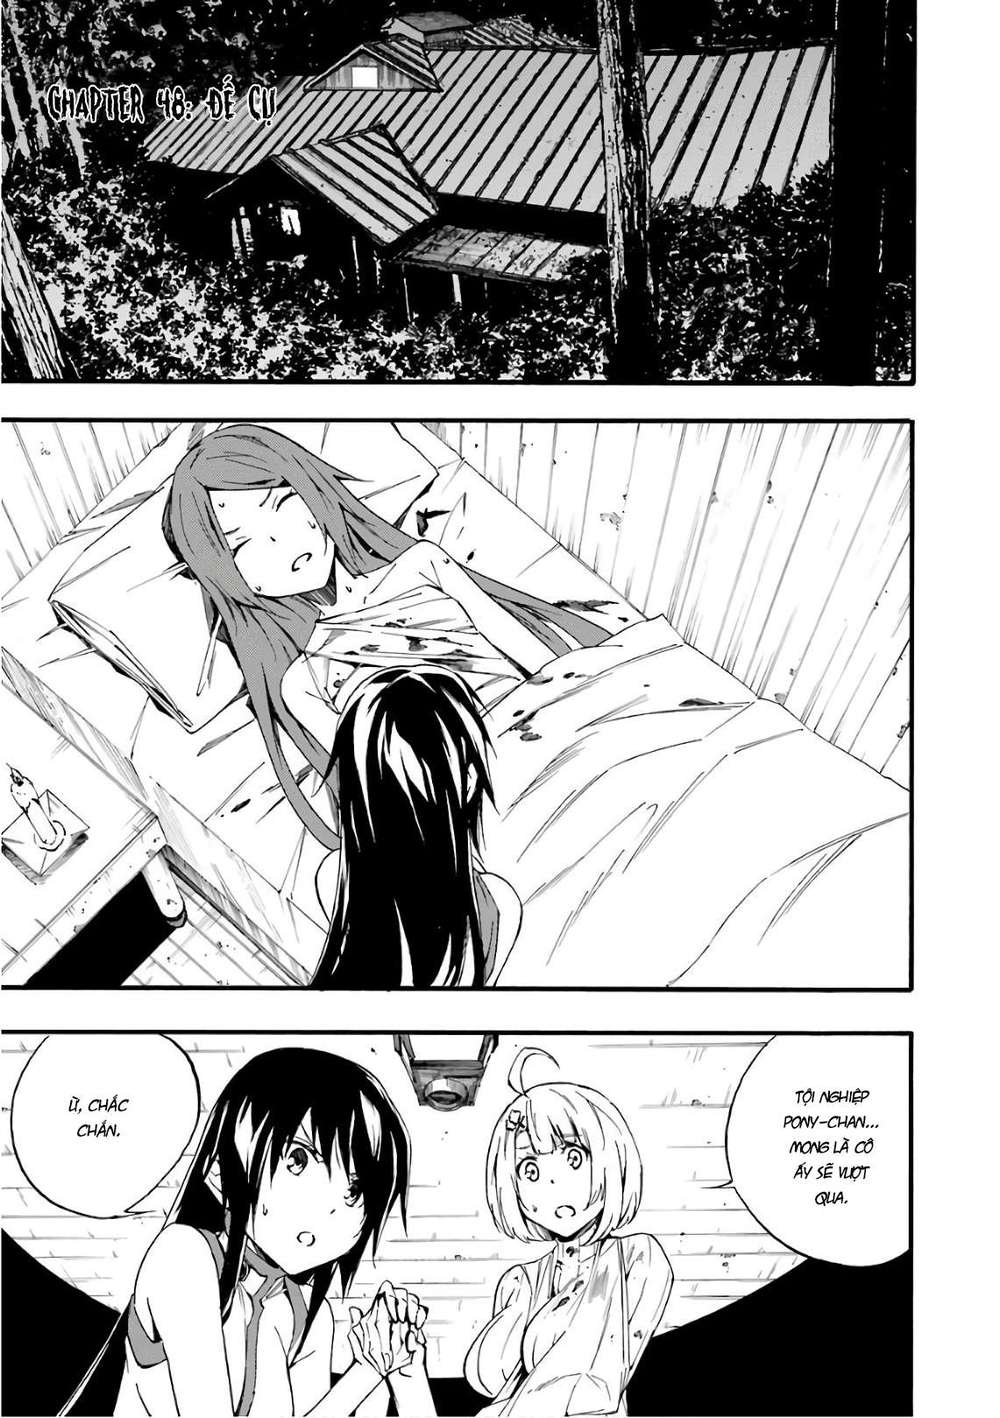 CHAPTER 48: ĐẾ CỤ
TỘI NGHIỆP
PONY-CHAN...
MONG LÀ CÔ
ẤY SẼ VƯỢT
QUA.
Ừ, CHẮC
CHẮN.